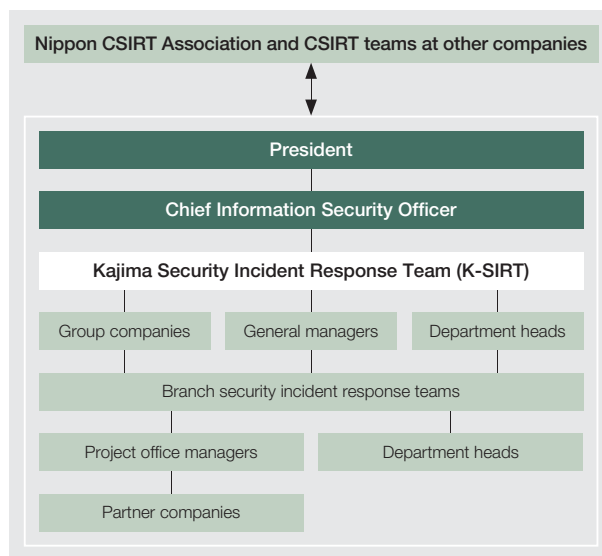 Nippon CSIRT Association and CSIRT teams at other companies
President
Chief Information Security Officer
Kajima Security Incident Response Team (K-SIRT)
Group companies
General managers
Department heads
Branch security incident response teams
Project office managers
Department heads
Partner companies